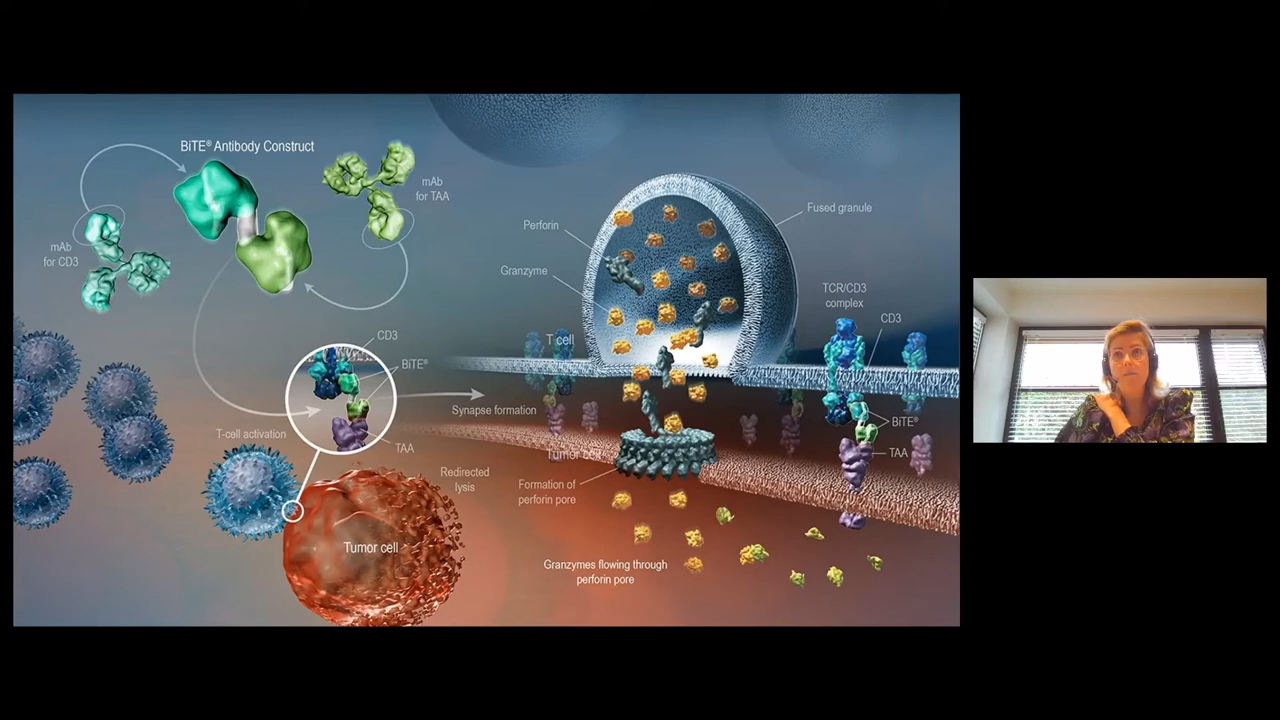 BiTE® Antibody Construct
mAb
for TAA
mAb
for CD3
CD3
BiTE®
TAA
T-cell activation
Tumor cell
Synapse formation
Redirected
lysis
Perforin
Granzyme
Fused granule
T cell
Tumor cell
Formation of
perforin pore
Granzymes flowing through
perforin pore
TCR/CD3
complex
CD3
BiTE®
TAA